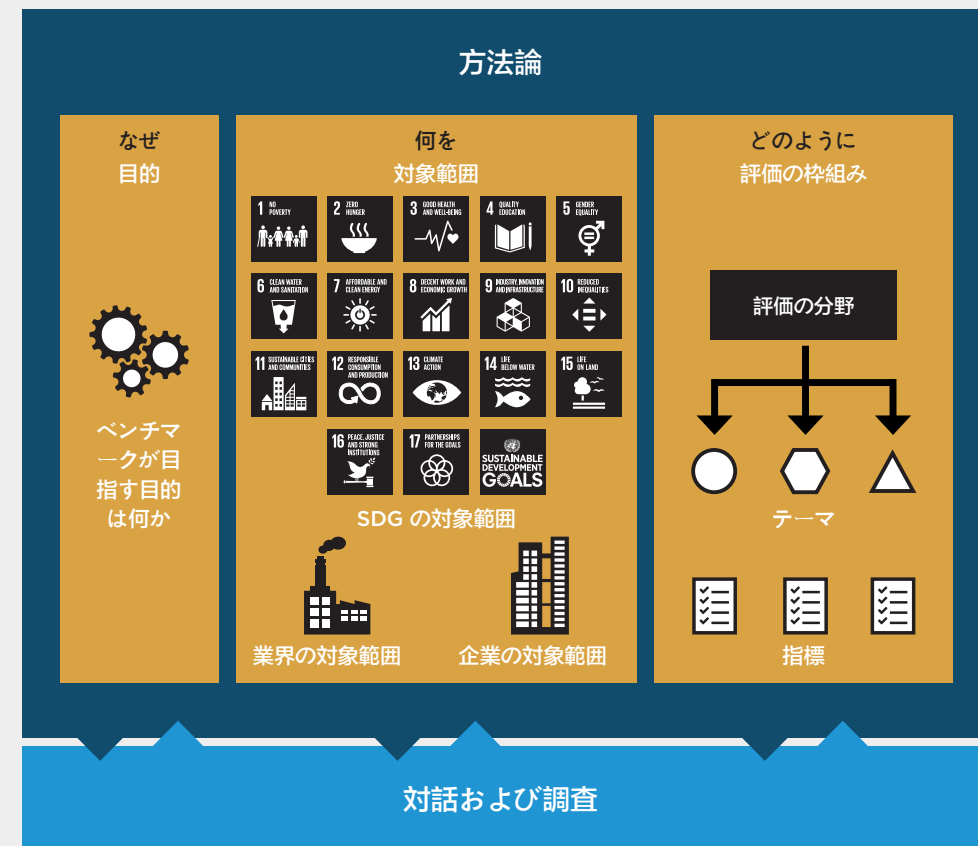 方法論
なぜ
目的
ベンチマ
ークが目
指す目的
は何か
何を
対象範囲
1 NO
POVERTY
2 ZERO
HUNGER
3 GOOD HEALTH
AND WELL-BEING
4 QUALITY
EDUCATION
5 GENDER
EQUALITY
6 CLEAN WATER
AND SANITATION
7 AFFORDABLE AND
CLEAN ENERGY
8 DECENT WORK AND
ECONOMIC GROWTH
9 INDUSTRY, INNOVATION
AND INFRASTRUCTURE
10 REDUCED
INEQUALITIES
11 SUSTAINABLE CITIES
AND COMMUNITIES
12 RESPONSIBLE
CONSUMPTION
AND PRODUCTION
13 CLIMATE
ACTION
14 LIFE
BELOW WATER
15 LIFE
ON LAND
16 PEACE, JUSTICE
AND STRONG
INSTITUTIONS
17 PARTNERSHIPS
FOR THE GOALS
SUSTAINABLE
DEVELOPMENT
GOALS
SDG の対象範囲
業界の対象範囲
企業の対象範囲
どのように
評価の枠組み
評価の分野
テーマ
指標
対話および調査